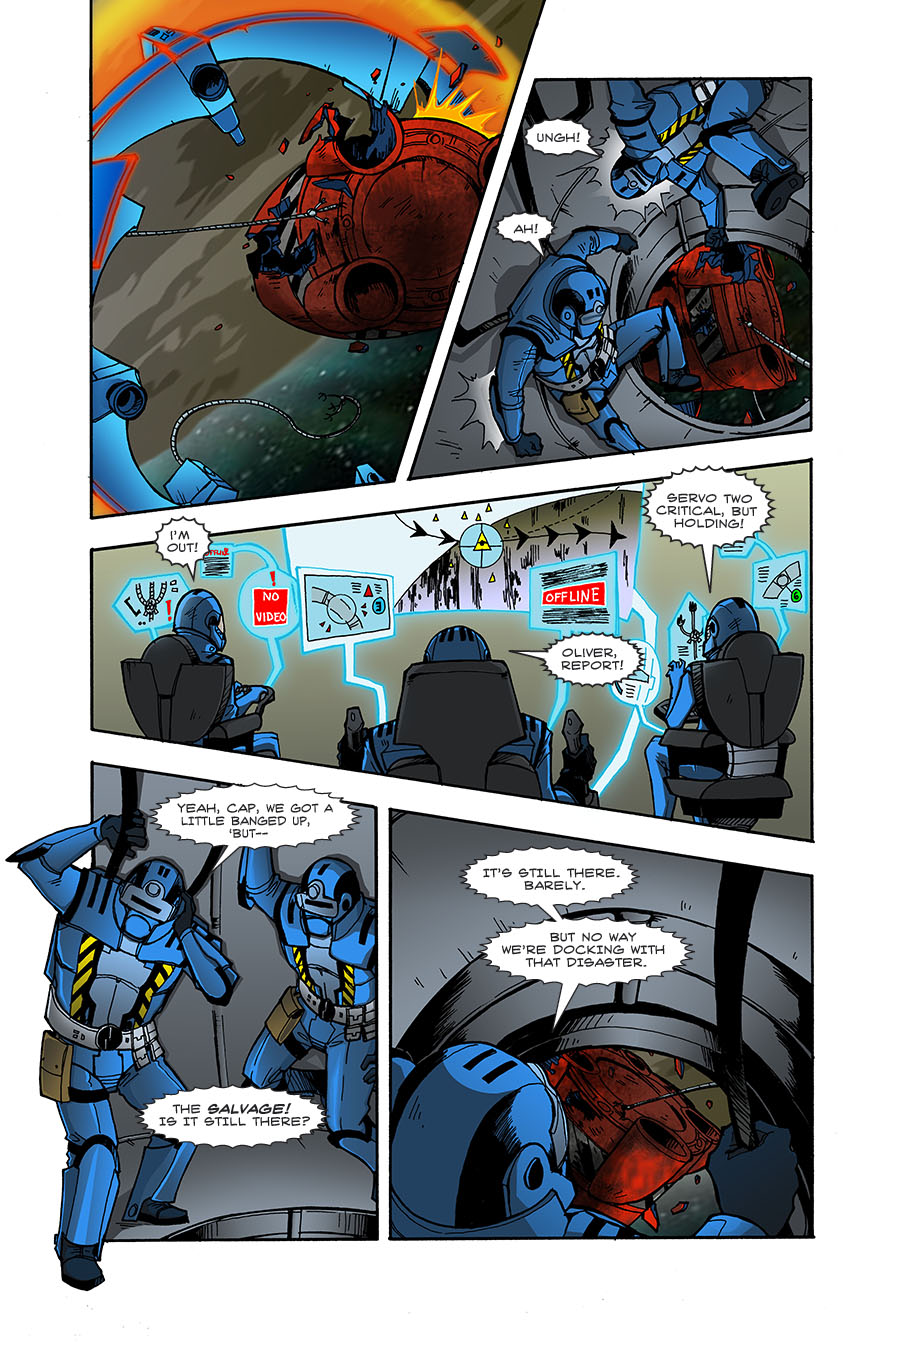 UNGH!
AH!
I'M
OUT!
SERVO TWO
CRITICAL, BUT
HOLDING!
!
NO
VIDEO
!
3
OFFLINE
6
OLIVER,
REPORT!
YEAH, CAP, WE GOT A
LITTLE BANGED UP,
'BUT--
THE SALVAGE!
IS IT STILL THERE?
IT'S STILL THERE.
BARELY.
BUT NO WAY
WE'RE DOCKING WITH
THAT DISASTER.